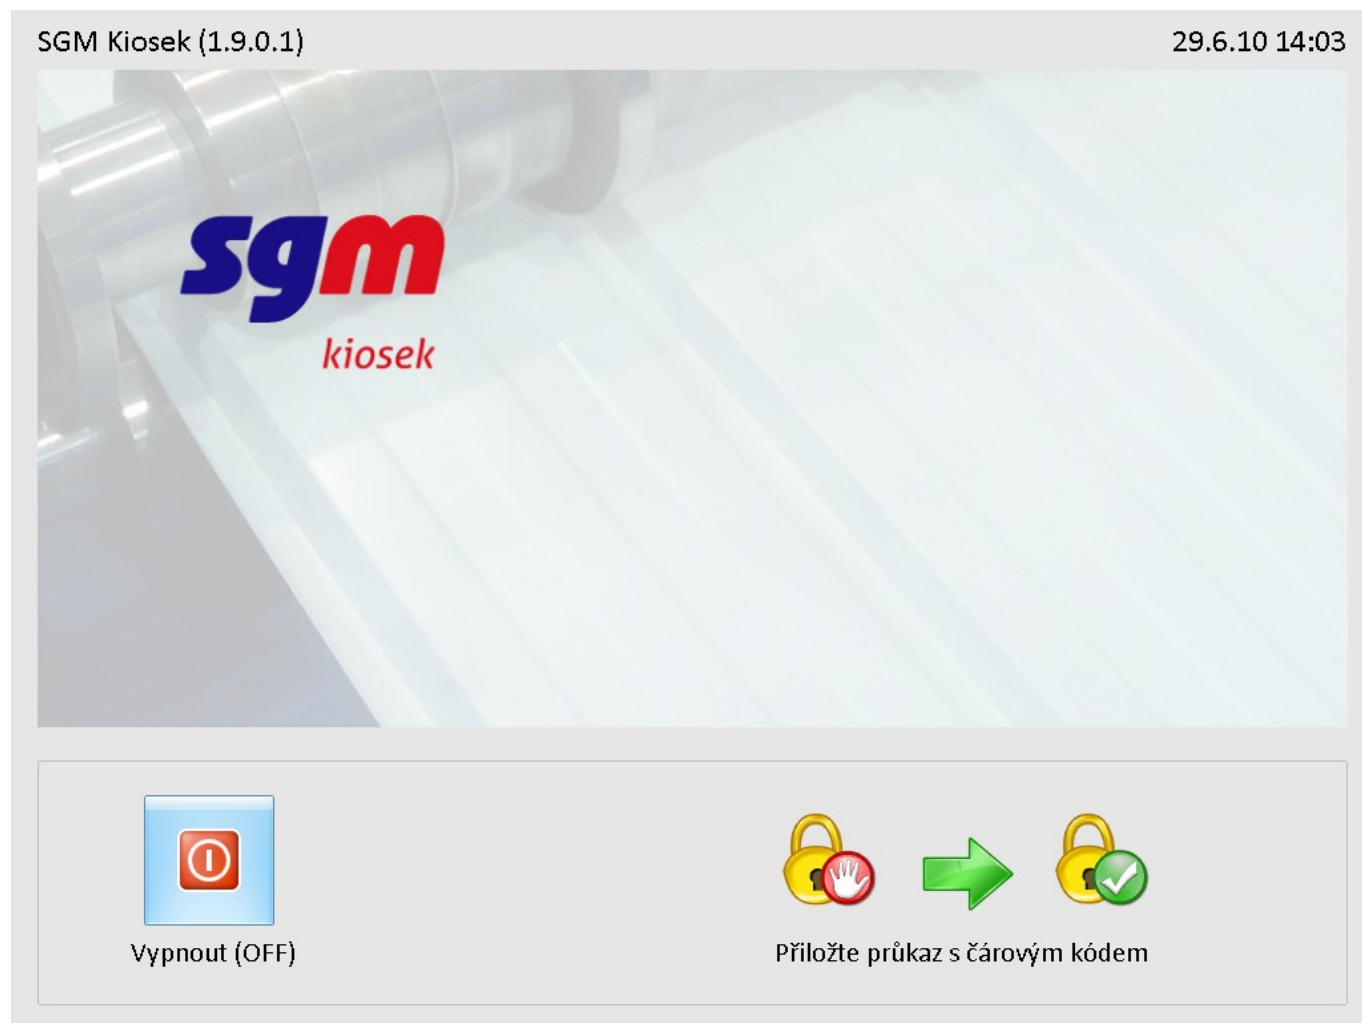 SGM Kiosek (1.9.0.1)
29.6.10 14:03
sgm
kiosek
Vypnout (OFF)
Přiložte průkaz s čárovým kódem